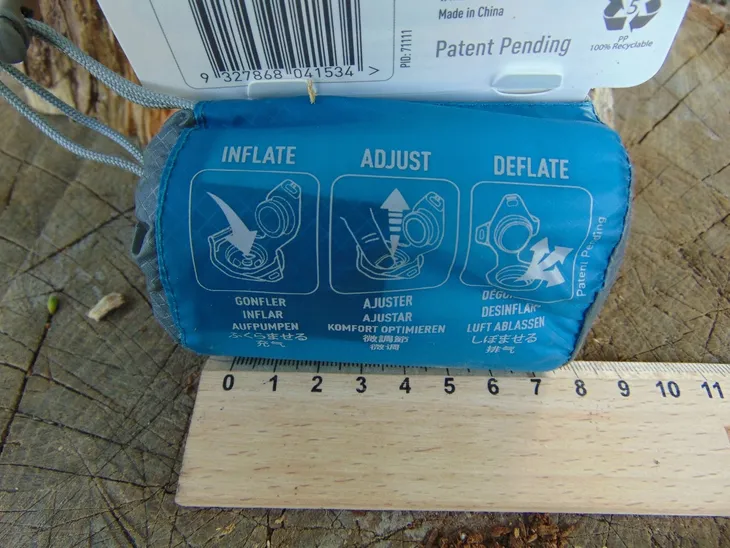 Made in China
Patent Pending
5
PP
100% Recyclable
9 327868 041534 >
PID: 71111
INFLATE
GONFLER
INFLAR
AUFPUMPEN
ふくらませる
充气
ADJUST
AJUSTER
AJUSTAR
KOMFORT OPTIMIEREN
微調節
微调
DEFLATE
DESINFLAR
LUFT ABLASSEN
しぼませる
排气
Patent Pending
0 1 2 3 4 5 6 7 8 9 10 11